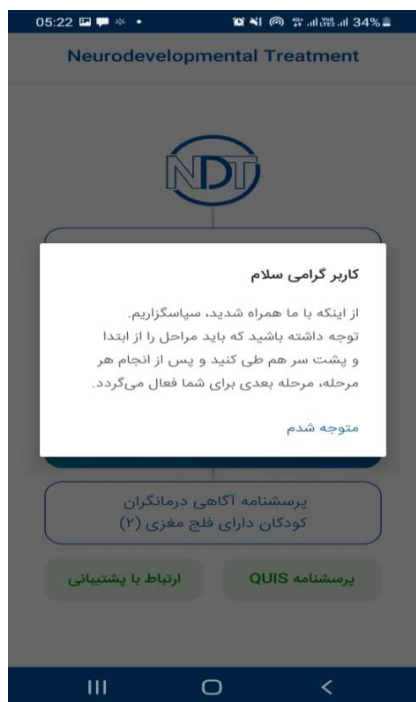 05:22
34%
Neurodevelopmental Treatment
NDT
کاربر گرامی سلام
از اینکه با ما همراه شدید، سپاسگزاریم.
توجه داشته باشید که باید مراحل را از ابتدا
و پشت سر هم طی کنید و پس از انجام هر
مرحله، مرحله بعدی برای شما فعال می‌گردد.
متوجه شدم
پرسشنامه آگاهی درمانگران
کودکان دارای فلج مغزی (۲)
پرسشنامه QUIS
ارتباط با پشتیبانی